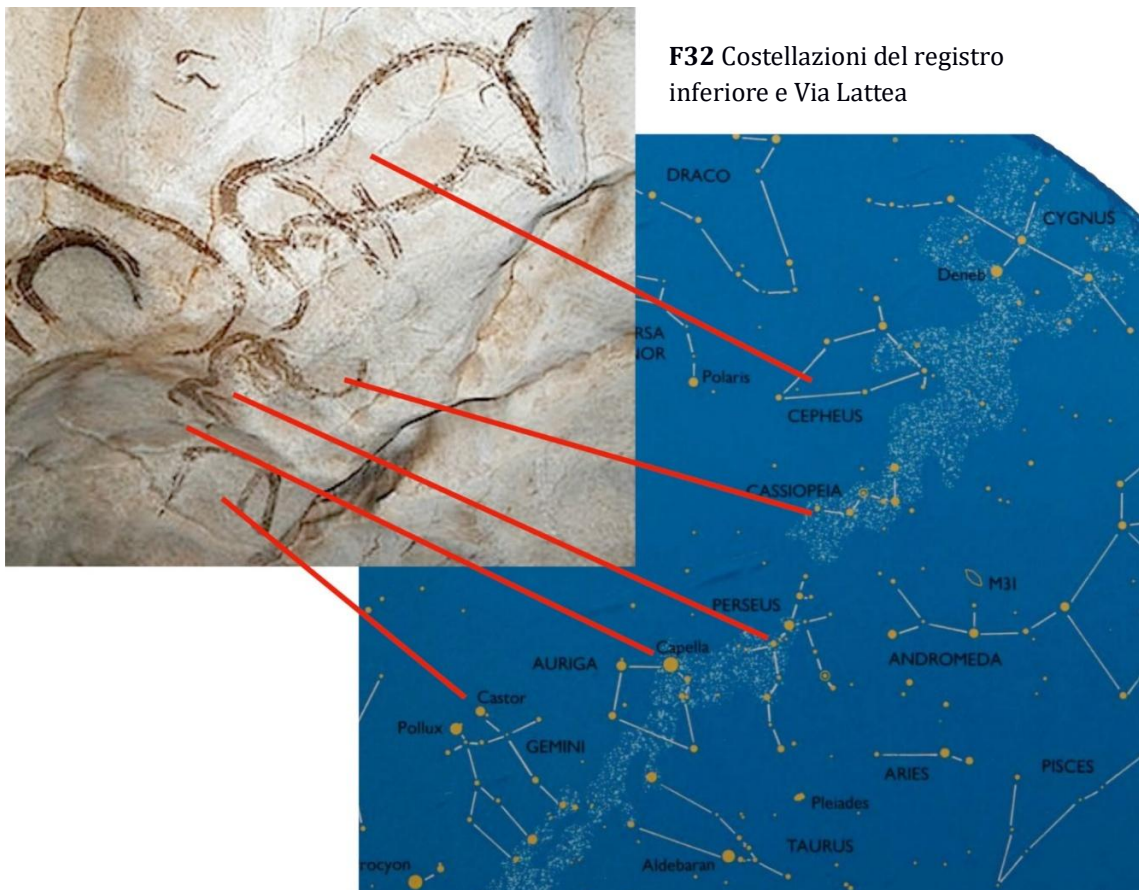 F32 Costellazioni del registro
inferiore e Via Lattea
DRACO
CYGNUS
Deneb
Polaris
CEPHEUS
CASSIOPEIA
M31
PERSEUS
Capella
AURIGA
ANDROMEDA
Castor
Pollux
GEMINI
ARIES
PISCES
Pleiades
TAURUS
Aldebaran
rocyon